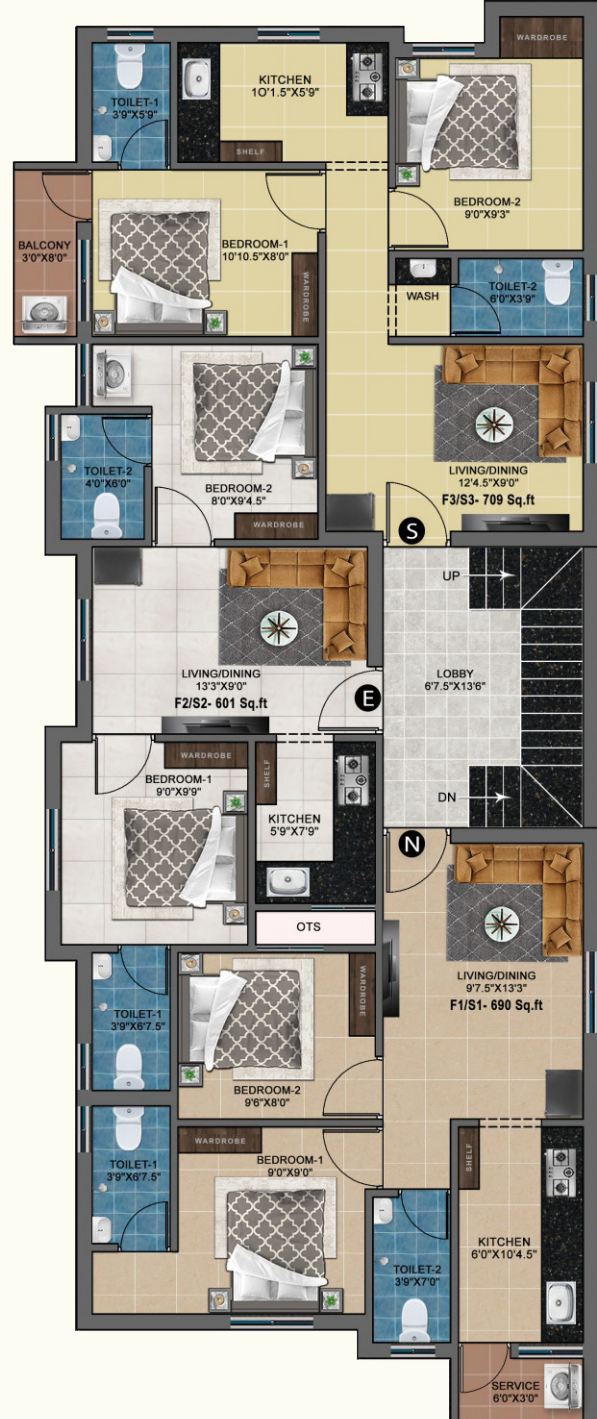 WARDROBE
TOILET-1
3'9"X5'9"
KITCHEN
1O'1.5"X5'9"
SHELF
BEDROOM-2
9'0"X9'3"
BALCONY
3'0"X8'0"
BEDROOM-1
10'10.5"X8'0"
WARDROBE
WASH
TOILET-2
6'0"X3'9"
LIVING/DINING
12'4.5"X9'0"
F3/S3- 709 Sq.ft
S
TOILET-2
4'0"X6'0"
BEDROOM-2
8'0"X9'4.5"
WARDROBE
UP
LOBBY
6'7.5"X13'6"
DN
LIVING/DINING
13'3"X9'0"
F2/S2- 601 Sq.ft
E
WARDROBE
BEDROOM-1
9'0"X9'9"
SHELF
KITCHEN
5'9"X7'9"
OTS
N
LIVING/DINING
9'7.5"X13'3"
F1/S1- 690 Sq.ft
TOILET-1
3'9"X6'7.5"
WARDROBE
BEDROOM-2
9'6"X8'0"
TOILET-1
3'9"X6'7.5"
WARDROBE
BEDROOM-1
9'0"X9'0"
SHELF
KITCHEN
6'0"X10'4.5"
TOILET-2
3'9"X7'0"
SERVICE
6'0"X3'0"